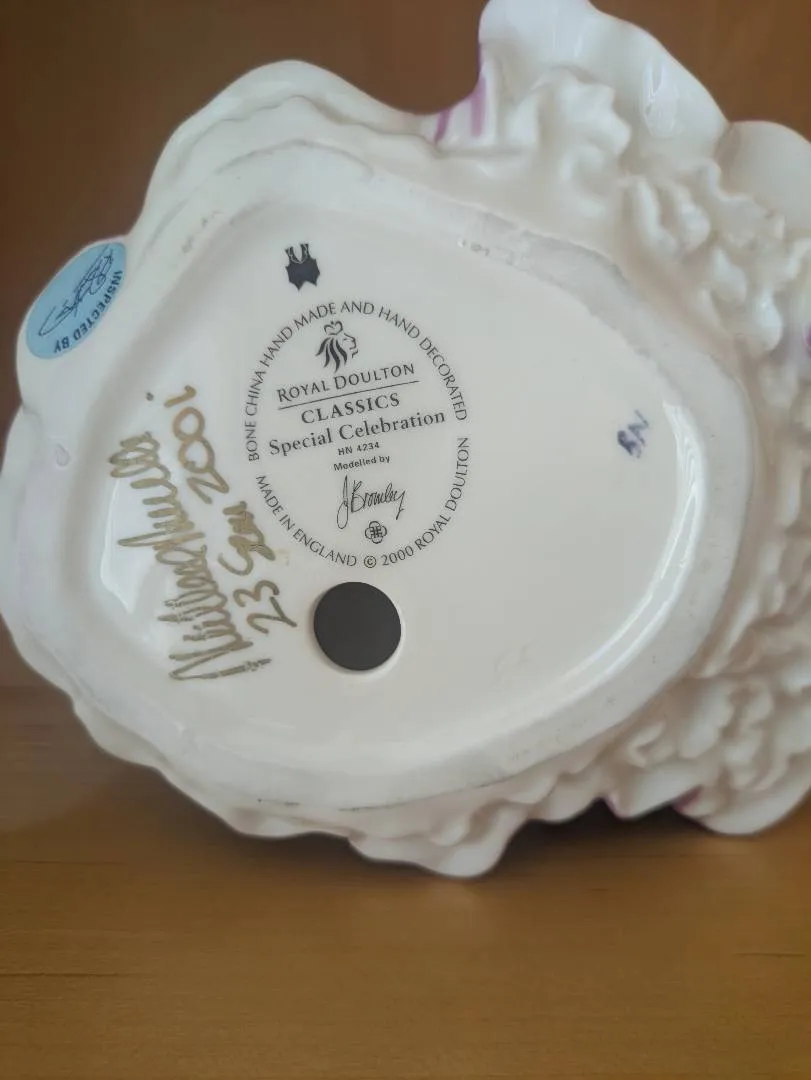 BONE CHINA HAND MADE AND HAND DECORATED
ROYAL DOULTON
CLASSICS
Special Celebration
HN 4234
Modelled by
JBromley
MADE IN ENGLAND © 2000 ROYAL DOULTON
INSPECTED BY
23 2001